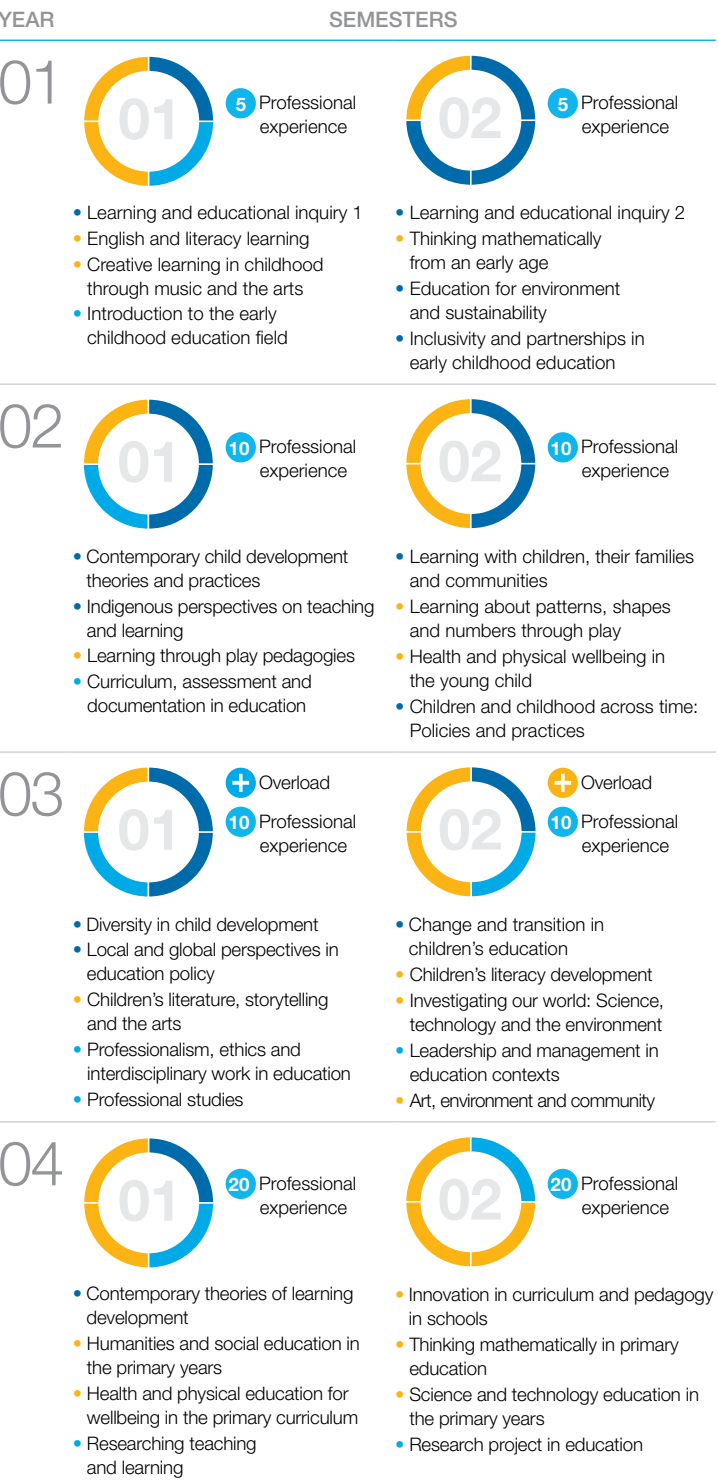 YEAR SEMESTERS
01
01
5 Professional
experience
• Learning and educational inquiry 1
• English and literacy learning
• Creative learning in childhood
through music and the arts
• Introduction to the early
childhood education field
02
5 Professional
experience
• Learning and educational inquiry 2
• Thinking mathematically
from an early age
• Education for environment
and sustainability
• Inclusivity and partnerships in
early childhood education
02
01
10 Professional
experience
• Contemporary child development
theories and practices
• Indigenous perspectives on teaching
and learning
• Learning through play pedagogies
• Curriculum, assessment and
documentation in education
02
10 Professional
experience
• Learning with children, their families
and communities
• Learning about patterns, shapes
and numbers through play
• Health and physical wellbeing in
the young child
• Children and childhood across time:
Policies and practices
03
01
+ Overload
10 Professional
experience
• Diversity in child development
• Local and global perspectives in
education policy
• Children’s literature, storytelling
and the arts
• Professionalism, ethics and
interdisciplinary work in education
• Professional studies
02
+ Overload
10 Professional
experience
• Change and transition in
children’s education
• Children’s literacy development
• Investigating our world: Science,
technology and the environment
• Leadership and management in
education contexts
• Art, environment and community
04
01
20 Professional
experience
• Contemporary theories of learning
development
• Humanities and social education in
the primary years
• Health and physical education for
wellbeing in the primary curriculum
• Researching teaching
and learning
02
20 Professional
experience
• Innovation in curriculum and pedagogy
in schools
• Thinking mathematically in primary
education
• Science and technology education in
the primary years
• Research project in education